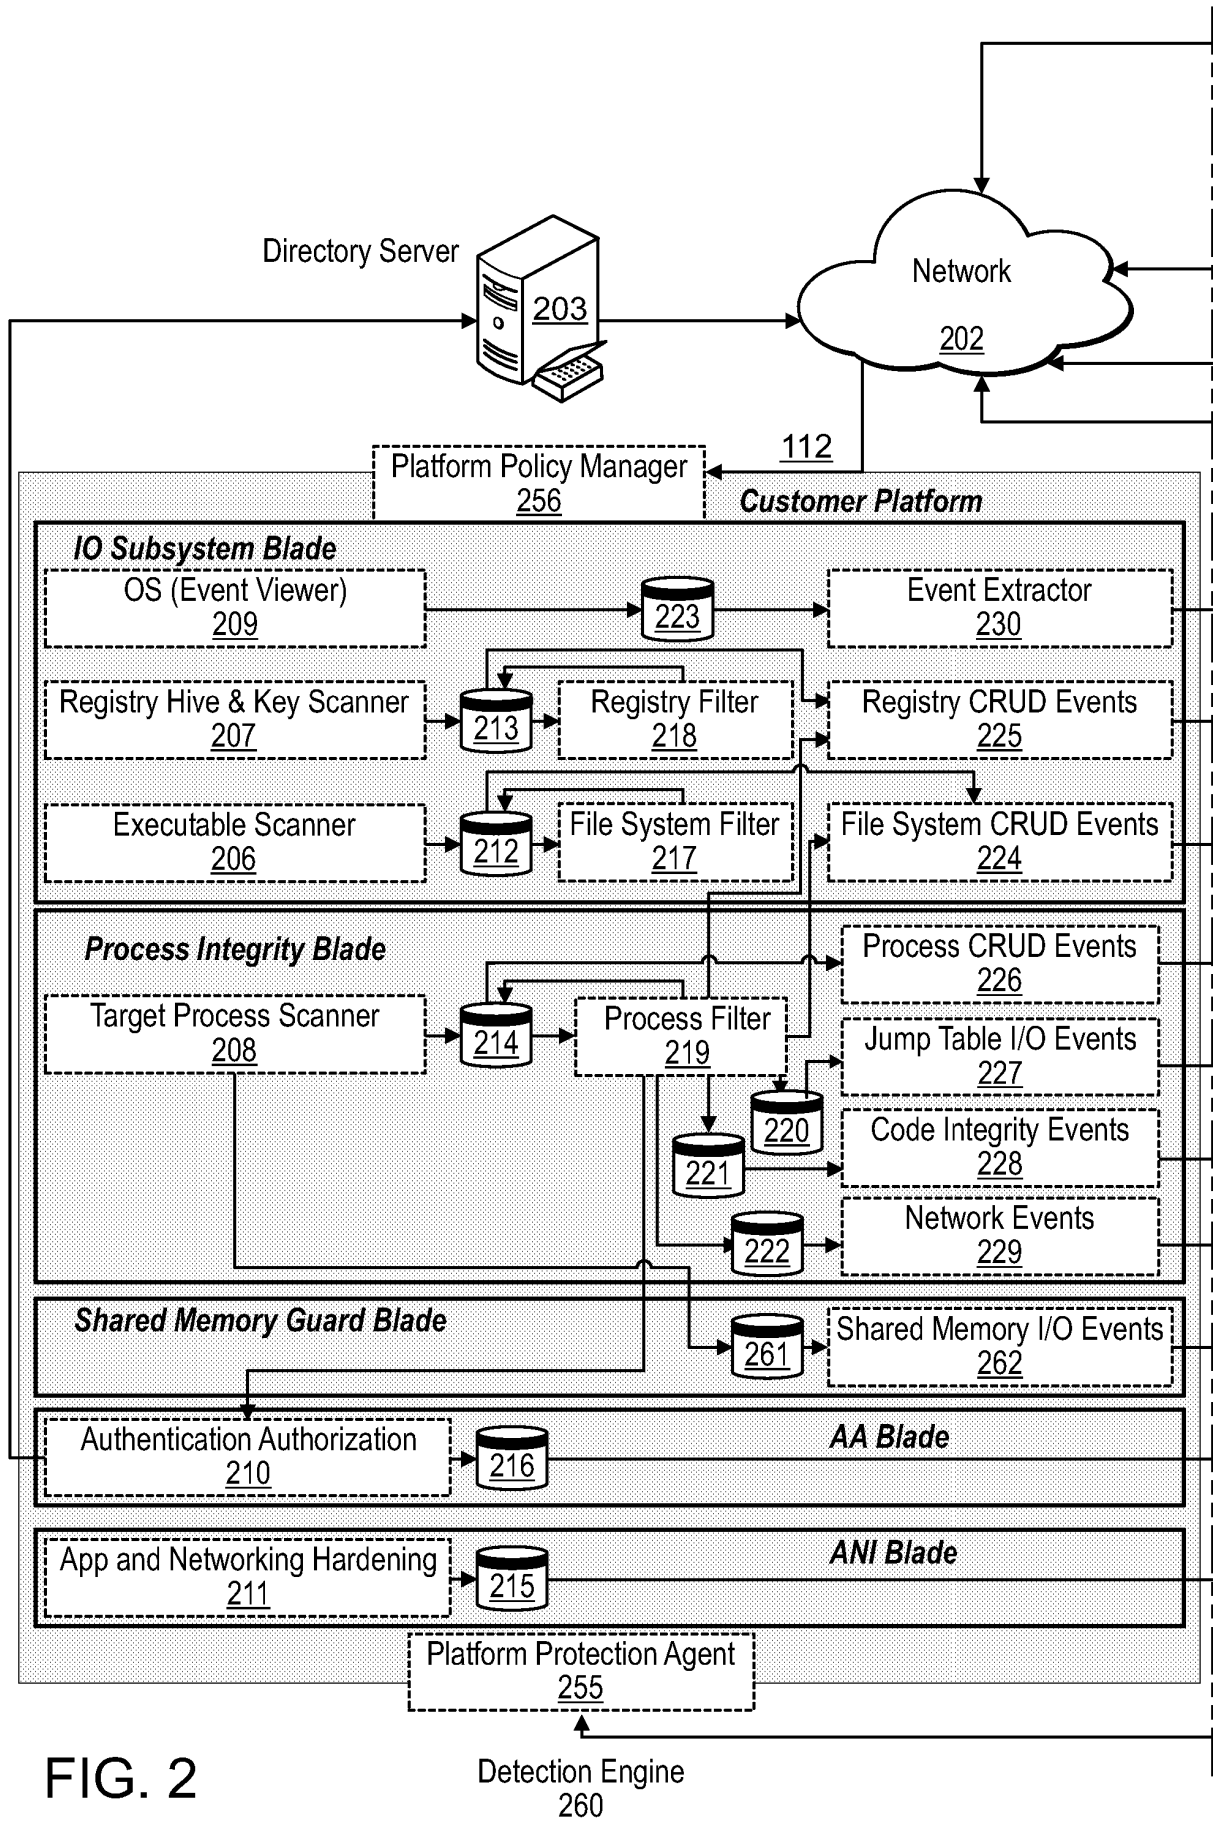 Directory Server
203
Network
202
112
Platform Policy Manager
256
Customer Platform
IO Subsystem Blade
OS (Event Viewer)
209
223
Event Extractor
230
Registry Hive & Key Scanner
207
213
Registry Filter
218
Registry CRUD Events
225
Executable Scanner
206
212
File System Filter
217
File System CRUD Events
224
Process Integrity Blade
Process CRUD Events
226
Target Process Scanner
208
214
Process Filter
219
Jump Table I/O Events
227
220
Code Integrity Events
228
221
Network Events
229
222
Shared Memory Guard Blade
261
Shared Memory I/O Events
262
Authentication Authorization
210
216
AA Blade
App and Networking Hardening
211
215
ANI Blade
Platform Protection Agent
255
FIG. 2
Detection Engine
260